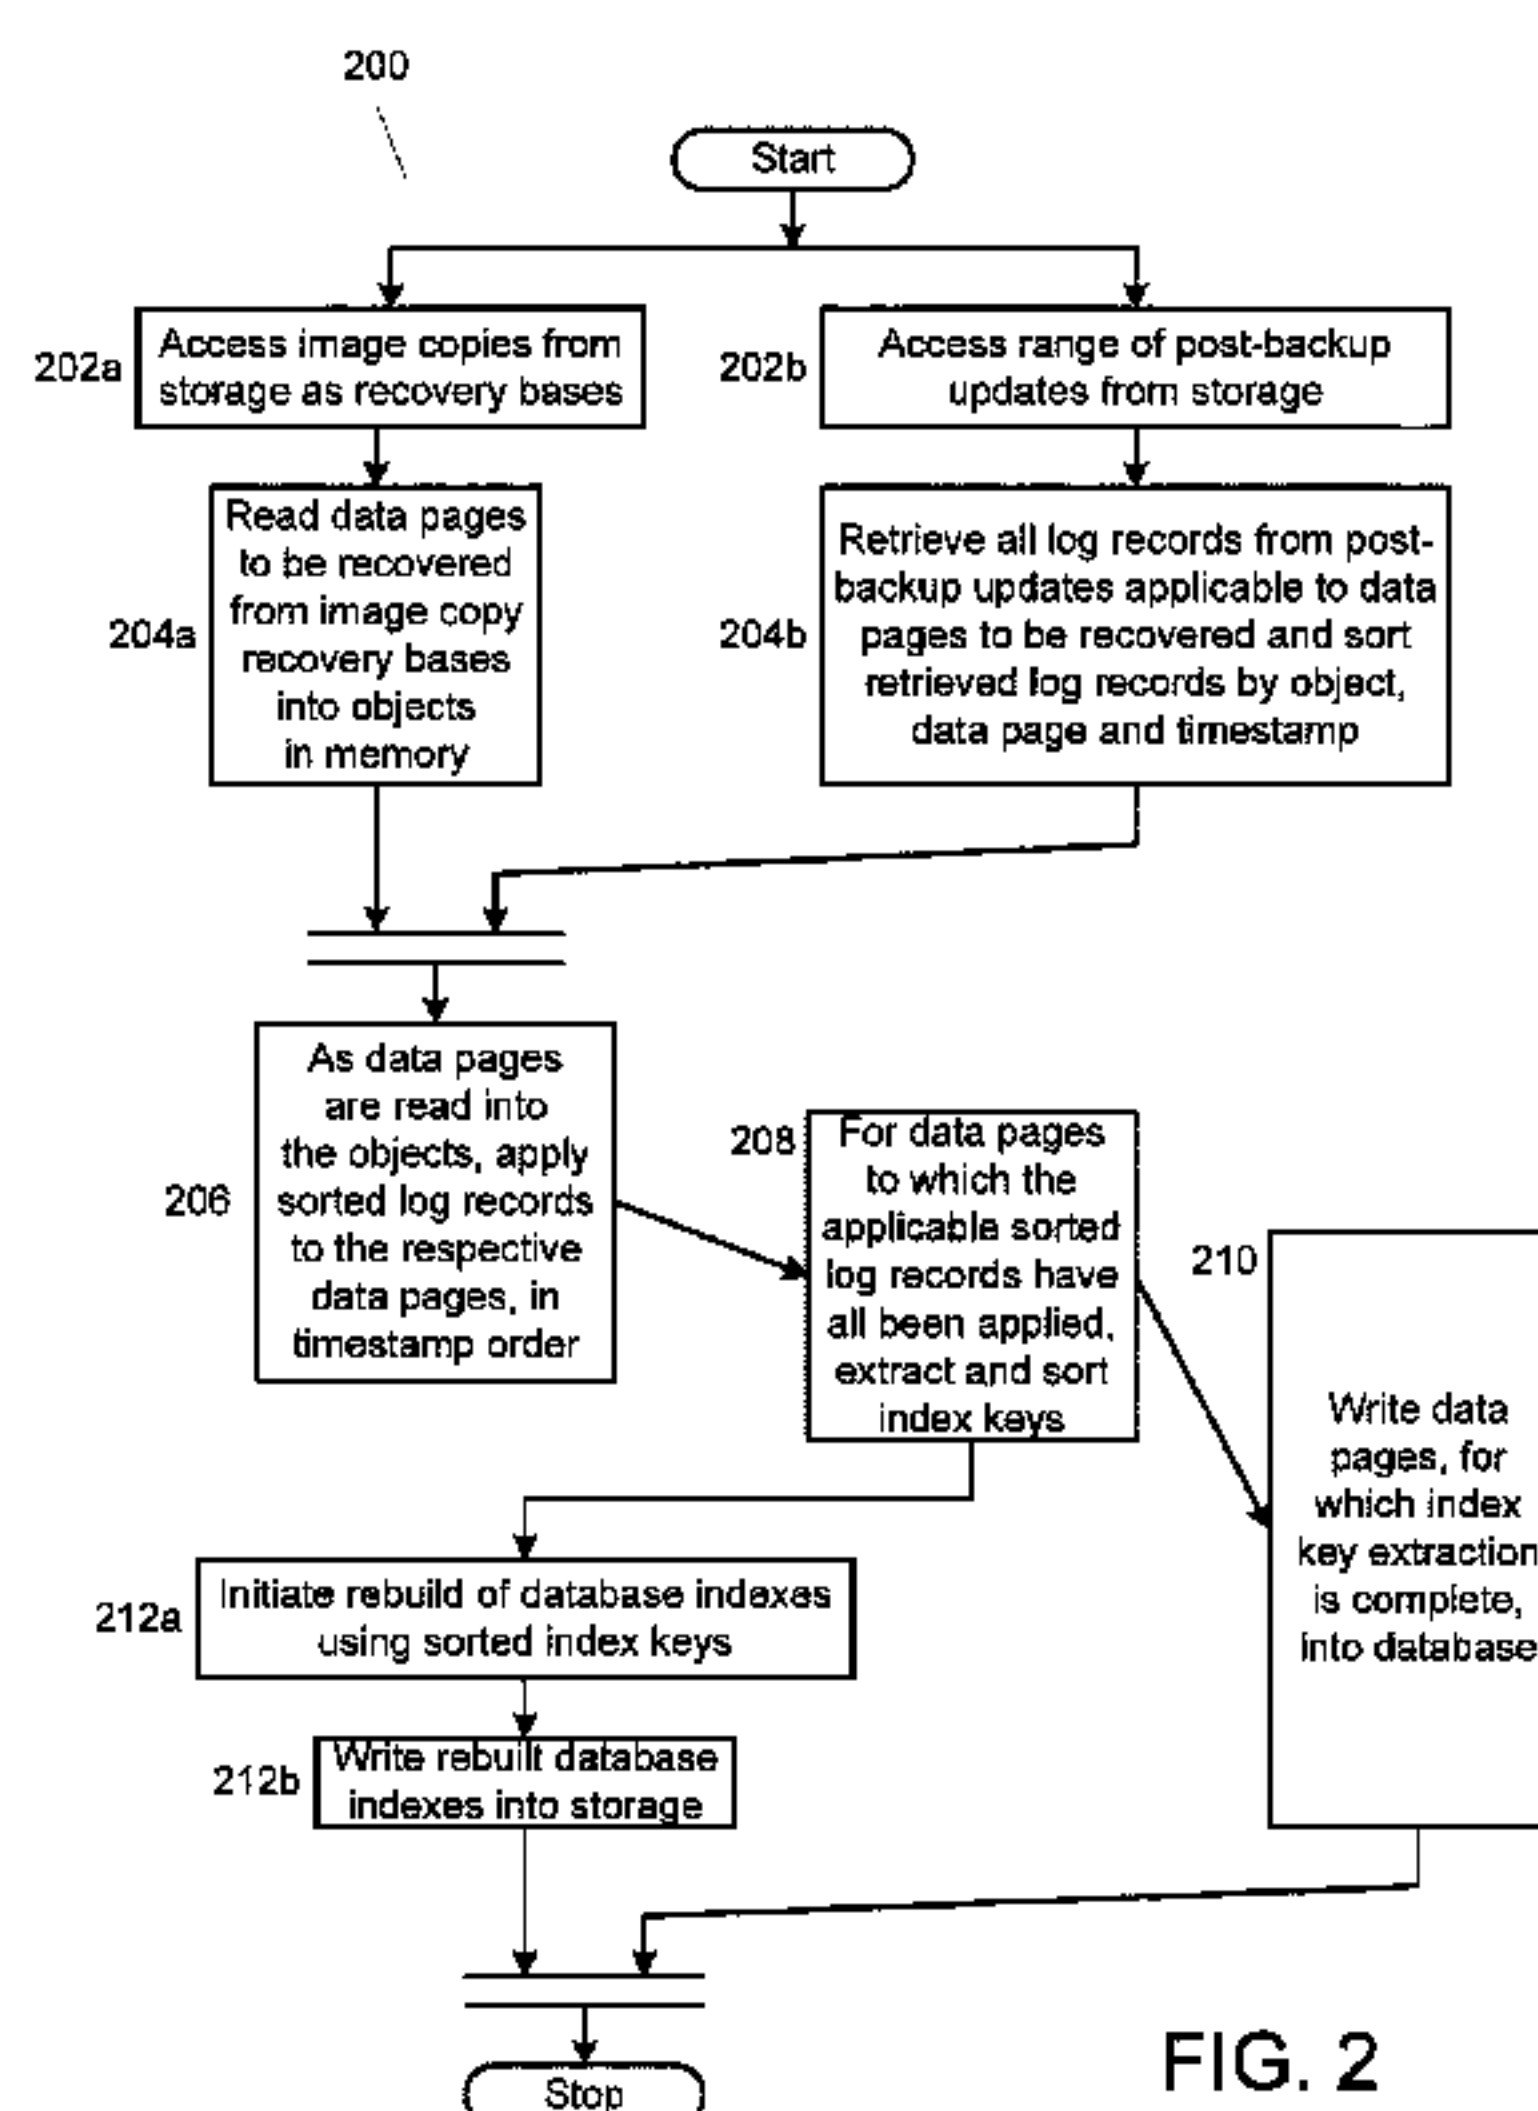 200
Start
202a
Access image copies from
storage as recovery bases
202b
Access range of post-backup
updates from storage
204a
Read data pages
to be recovered
from image copy
recovery bases
into objects
in memory
204b
Retrieve all log records from post-
backup updates applicable to data
pages to be recovered and sort
retrieved log records by object,
data page and timestamp
206
As data pages
are read into
the objects, apply
sorted log records
to the respective
data pages, in
timestamp order
208
For data pages
to which the
applicable sorted
log records have
all been applied,
extract and sort
index keys
210
Write data
pages, for
which index
key extraction
is complete,
into database
212a
Initiate rebuild of database indexes
using sorted index keys
212b
Write rebuilt database
indexes into storage
Stop
FIG. 2